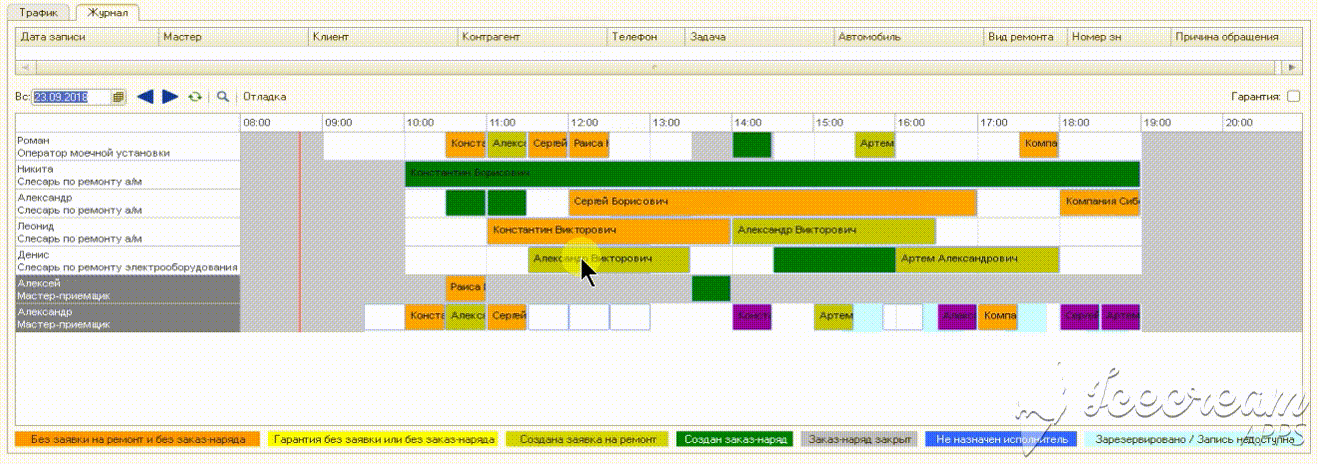 Трафик Журнал
Дата записи Мастер Клиент Контрагент Телефон Задача Автомобиль Вид ремонта Номер зн Причина обращения
Вс: 23.09.2018 Отладка Гарантия:
08:00 09:00 10:00 11:00 12:00 13:00 14:00 15:00 16:00 17:00 18:00 19:00 20:00
Роман
Оператор моечной установки
Конста Алекс Сергей Раиса Артем Компа
Никита
Слесарь по ремонту а/м
Константин Борисович
Александр
Слесарь по ремонту а/м
Сергей Борисович Компания Сиб
Леонид
Слесарь по ремонту а/м
Константин Викторович Александр Викторович
Денис
Слесарь по ремонту электрооборудования
Александр Викторович Артем Александрович
Алексей
Мастер-приемщик
Раиса
Александр
Мастер-приемщик
Конста Алекс Сергей Конст Артем Алекс Компа Сергей Артем
Без заявки на ремонт и без заказ-наряда Гарантия без заявки или без заказ-наряда Создана заявка на ремонт Создан заказ-наряд Заказ-наряд закрыт Не назначен исполнитель Зарезервировано / Запись недоступна
Icecream
APPS